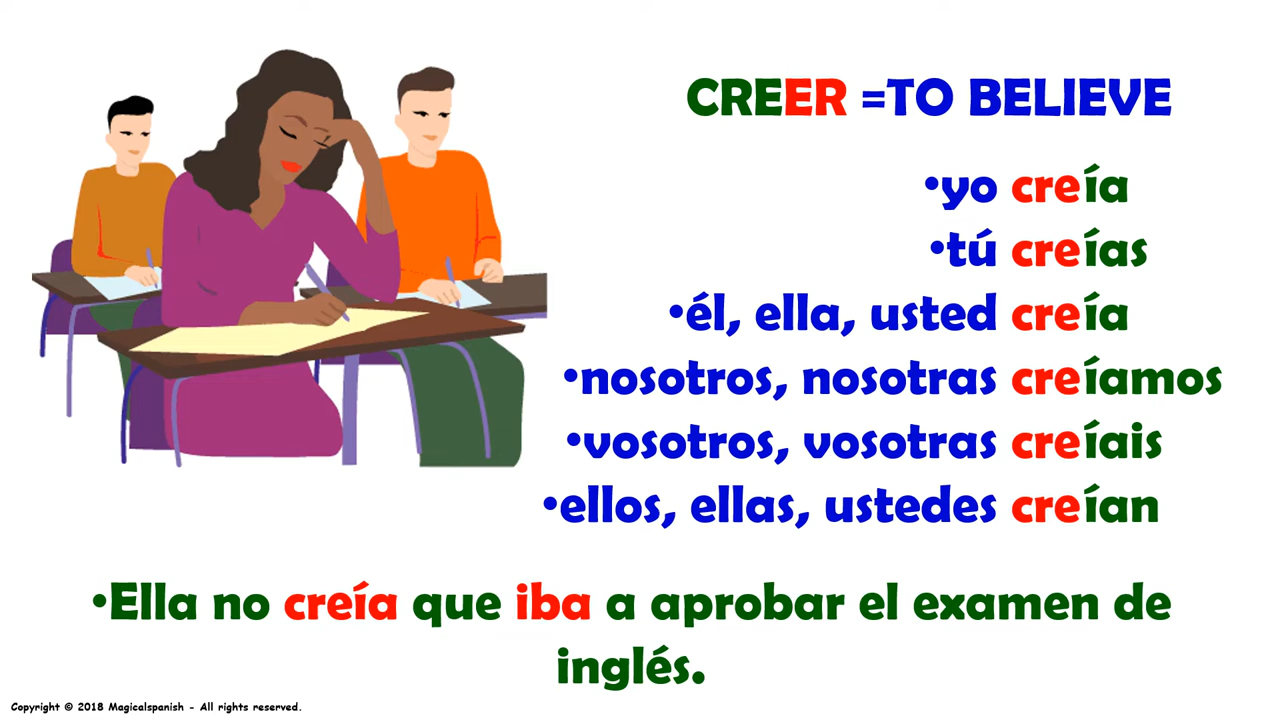 CREER =TO BELIEVE
•yo creía
•tú creías
•él, ella, usted creía
•nosotros, nosotras creíamos
•vosotros, vosotras creíais
•ellos, ellas, ustedes creían
•Ella no creía que iba a aprobar el examen de
inglés.
Copyright © 2018 Magicalspanish - All rights reserved.